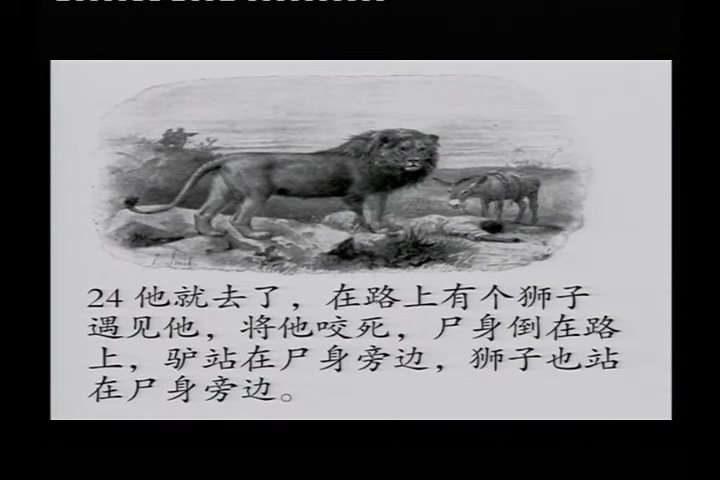 24 他就去了，在路上有个狮子
遇见他，将他咬死，尸身倒在路
上，驴站在尸身旁边，狮子也站
在尸身旁边。